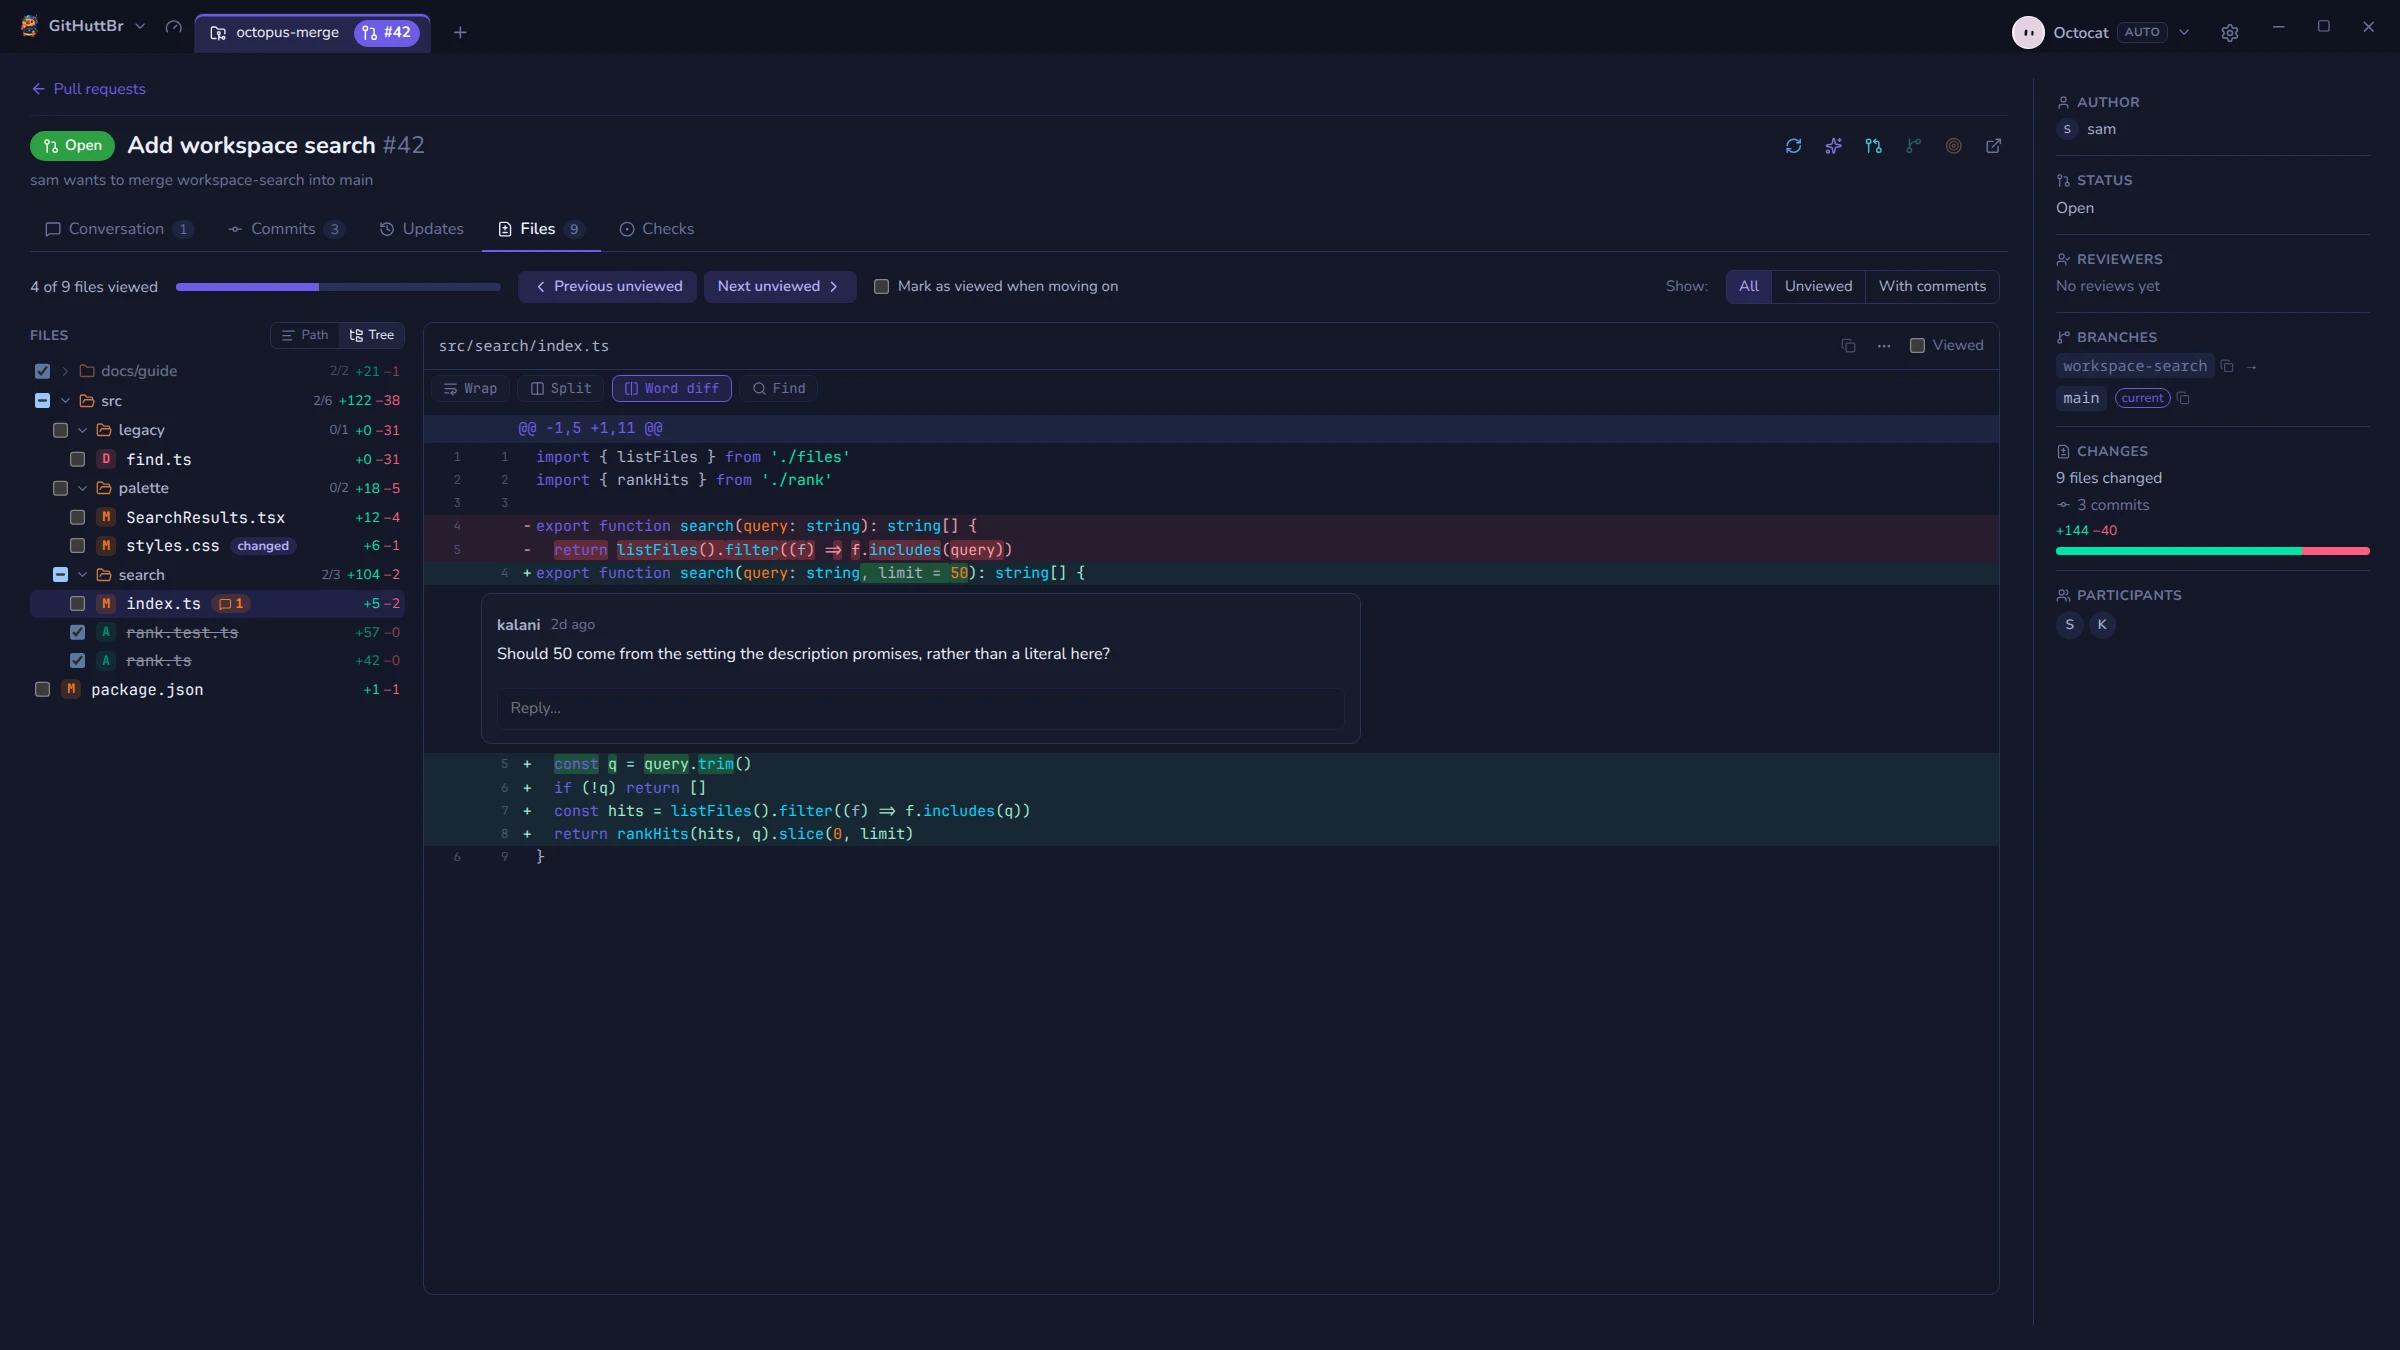 GitHuttBr
octopus-merge #42
Octocat AUTO
Pull requests
Open Add workspace search #42
sam wants to merge workspace-search into main
Conversation 1 Commits 3 Updates Files 9 Checks
4 of 9 files viewed Previous unviewed Next unviewed Mark as viewed when moving on Show: All Unviewed With comments
FILES Path Tree
docs/guide 2/2 +21 −1
src 2/6 +122 −38
legacy 0/1 +0 −31
D find.ts +0 −31
palette 0/2 +18 −5
M SearchResults.tsx +12 −4
M styles.css changed +6 −1
search 2/3 +104 −2
M index.ts 1 +5 −2
A rank.test.ts +57 −0
A rank.ts +42 −0
M package.json +1 −1
src/search/index.ts Viewed
Wrap Split Word diff Find
@@ -1,5 +1,11 @@
1 1 import { listFiles } from './files'
2 2 import { rankHits } from './rank'
3 3
4 - export function search(query: string): string[] {
5 - return listFiles().filter((f) => f.includes(query))
4 + export function search(query: string, limit = 50): string[] {
kalani 2d ago
Should 50 come from the setting the description promises, rather than a literal here?
Reply...
5 + const q = query.trim()
6 + if (!q) return []
7 + const hits = listFiles().filter((f) => f.includes(q))
8 + return rankHits(hits, q).slice(0, limit)
6 9 }
AUTHOR
S sam
STATUS
Open
REVIEWERS
No reviews yet
BRANCHES
workspace-search →
main current
CHANGES
9 files changed
3 commits
+144 −40
PARTICIPANTS
S K